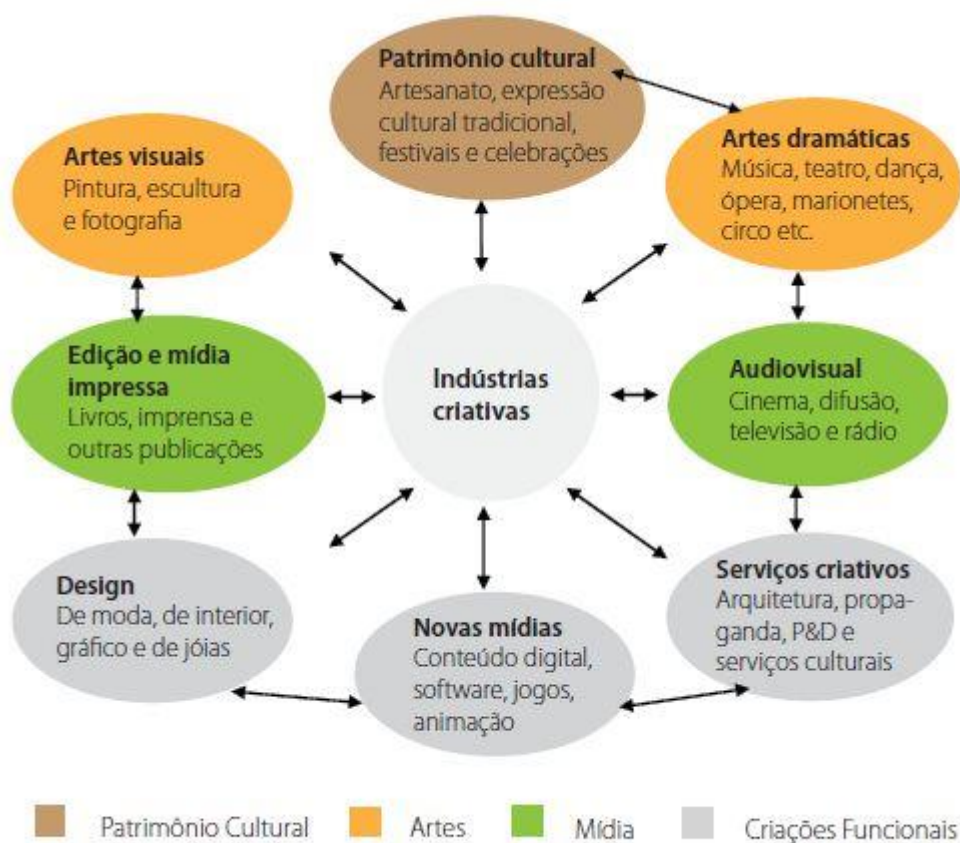 Patrimônio cultural
Artesanato, expressão
cultural tradicional,
festivais e celebrações
Artes visuais
Pintura, escultura
e fotografia
Artes dramáticas
Música, teatro, dança,
ópera, marionetes,
circo etc.
Edição e mídia
impressa
Livros, imprensa e
outras publicações
Indústrias
criativas
Audiovisual
Cinema, difusão,
televisão e rádio
Design
De moda, de interior,
gráfico e de jóias
Novas mídias
Conteúdo digital,
software, jogos,
animação
Serviços criativos
Arquitetura, propa-
ganda, P&D e
serviços culturais
Patrimônio Cultural
Artes
Mídia
Criações Funcionais